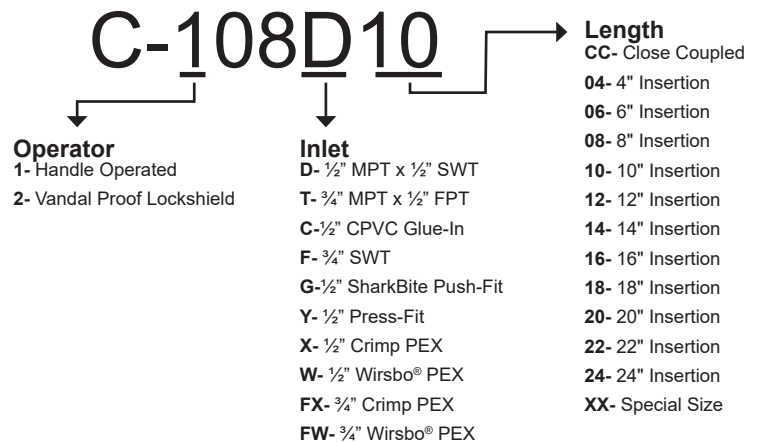 C-108D10
Operator
1- Handle Operated
2- Vandal Proof Lockshield
Inlet
D- ½” MPT x ½” SWT
T- ¾” MPT x ½” FPT
C-½” CPVC Glue-In
F- ¾” SWT
G-½” SharkBite Push-Fit
Y- ½” Press-Fit
X- ½” Crimp PEX
W- ½” Wirsbo® PEX
FX- ¾” Crimp PEX
FW- ¾” Wirsbo® PEX
Length
CC- Close Coupled
04- 4" Insertion
06- 6" Insertion
08- 8" Insertion
10- 10" Insertion
12- 12" Insertion
14- 14" Insertion
16- 16" Insertion
18- 18" Insertion
20- 20" Insertion
22- 22" Insertion
24- 24" Insertion
XX- Special Size